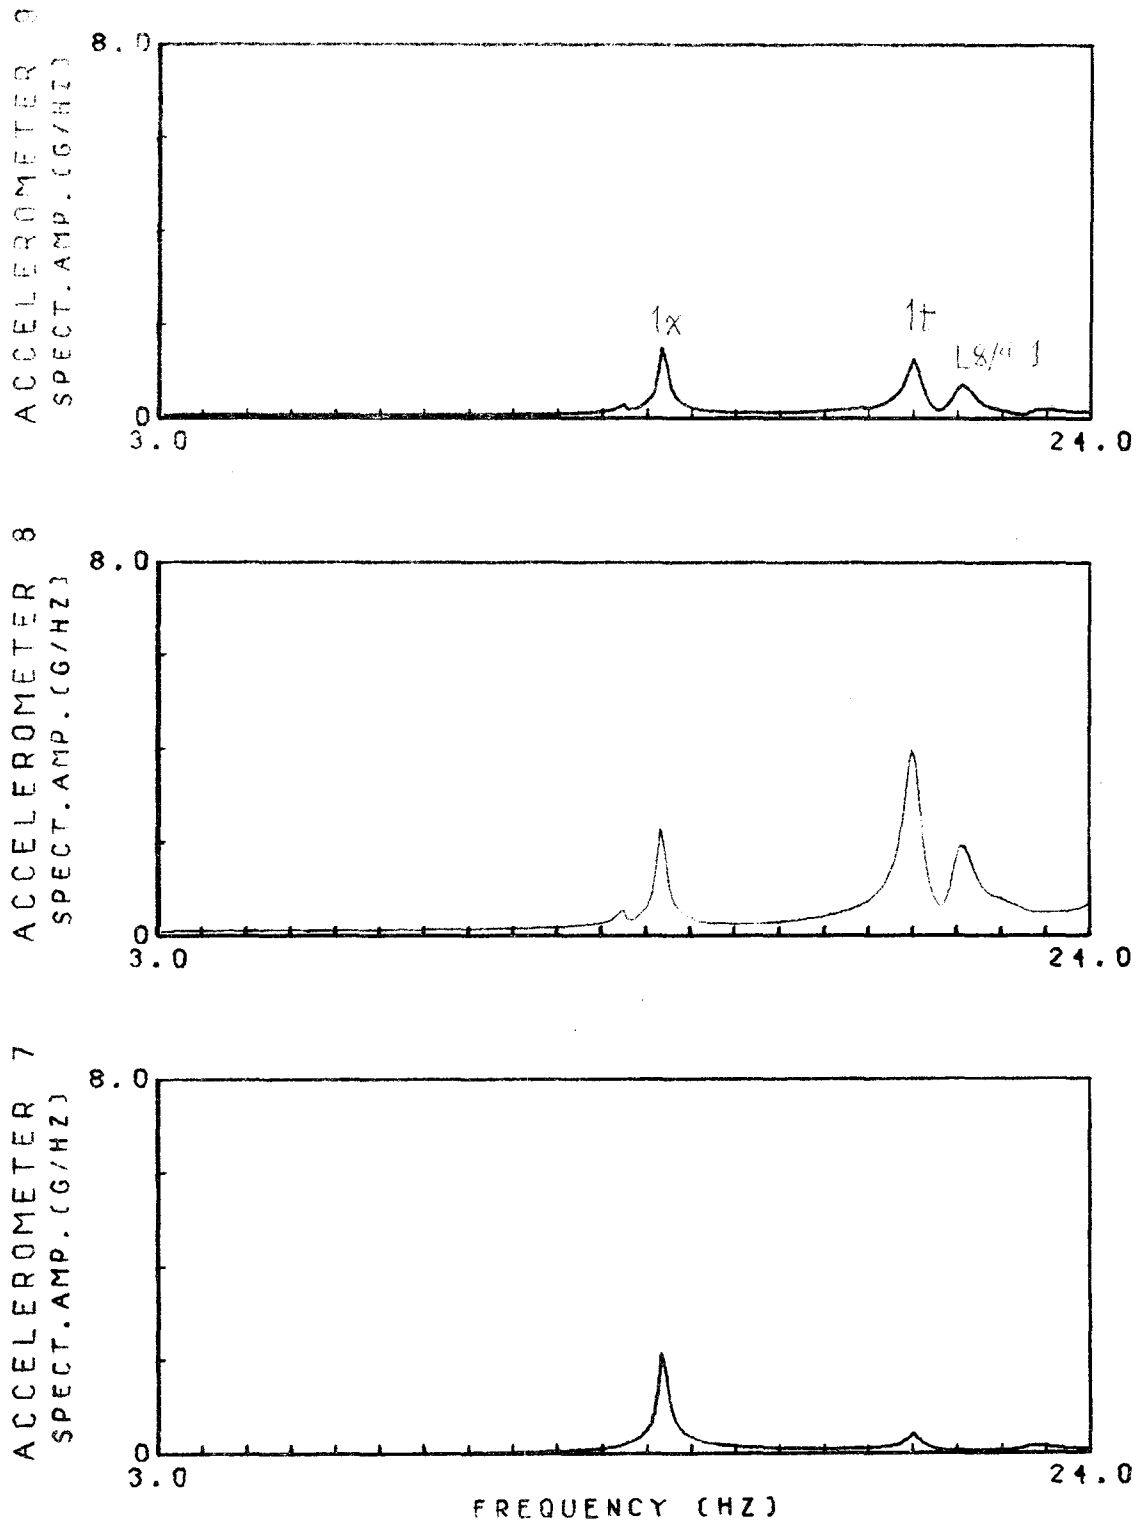 ACCELEROMETER 9
SPECT.AMP.(G/HZ)
8.0
1x
1t
0
3.0
24.0
ACCELEROMETER 8
SPECT.AMP.(G/HZ)
8.0
0
3.0
24.0
ACCELEROMETER 7
SPECT.AMP.(G/HZ)
8.0
0
3.0
24.0
FREQUENCY (HZ)